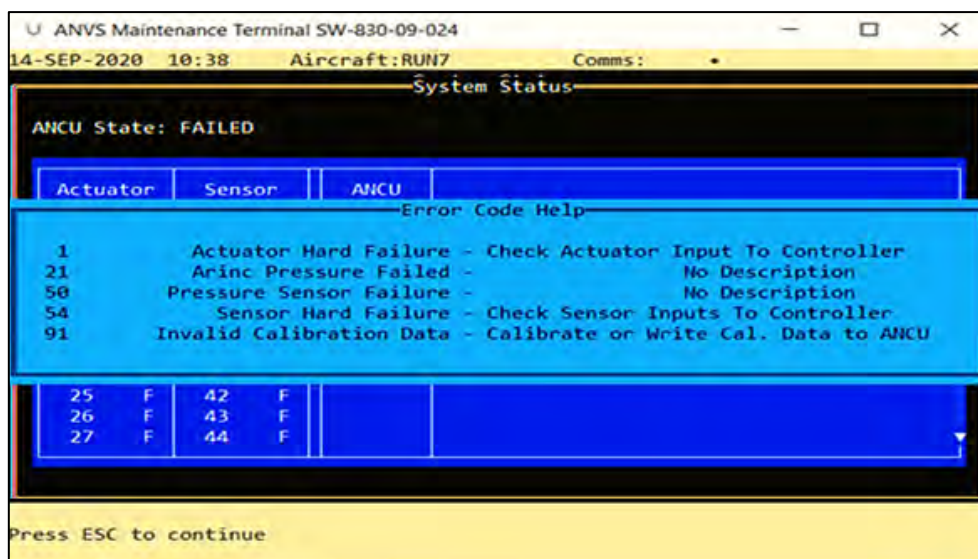 ANVS Maintenance Terminal SW-830-09-024
14-SEP-2020 10:38 Aircraft:RUN7 Comms:
System Status
ANCU State: FAILED
Actuator Sensor ANCU
Error Code Help
1 Actuator Hard Failure - Check Actuator Input To Controller
21 Arinc Pressure Failed - No Description
50 Pressure Sensor Failure - No Description
54 Sensor Hard Failure - Check Sensor Inputs To Controller
91 Invalid Calibration Data - Calibrate or Write Cal. Data to ANCU
25 F 42 F
26 F 43 F
27 F 44 F
Press ESC to continue